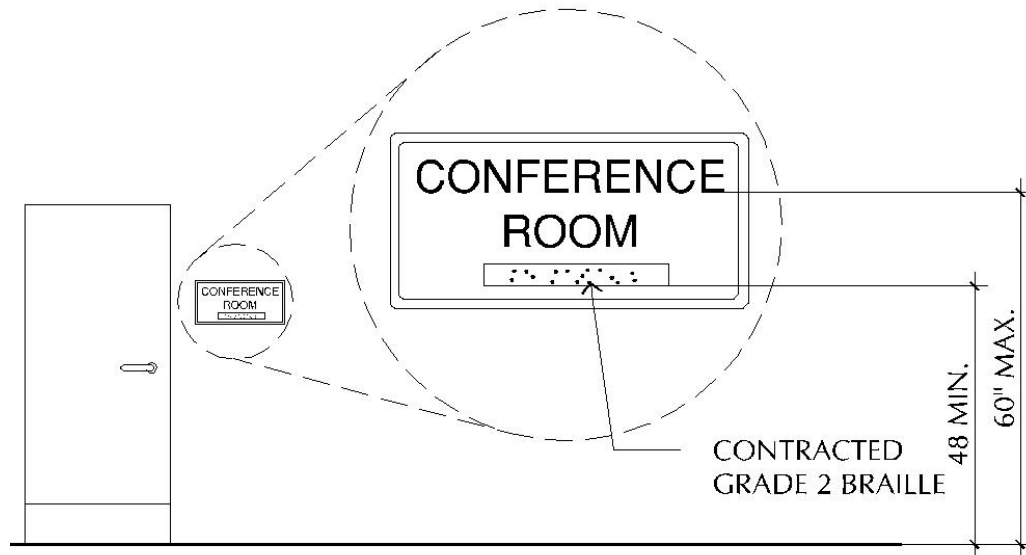 CONFERENCE
ROOM
CONFERENCE
ROOM
CONTRACTED
GRADE 2 BRAILLE
48 MIN.
60" MAX.